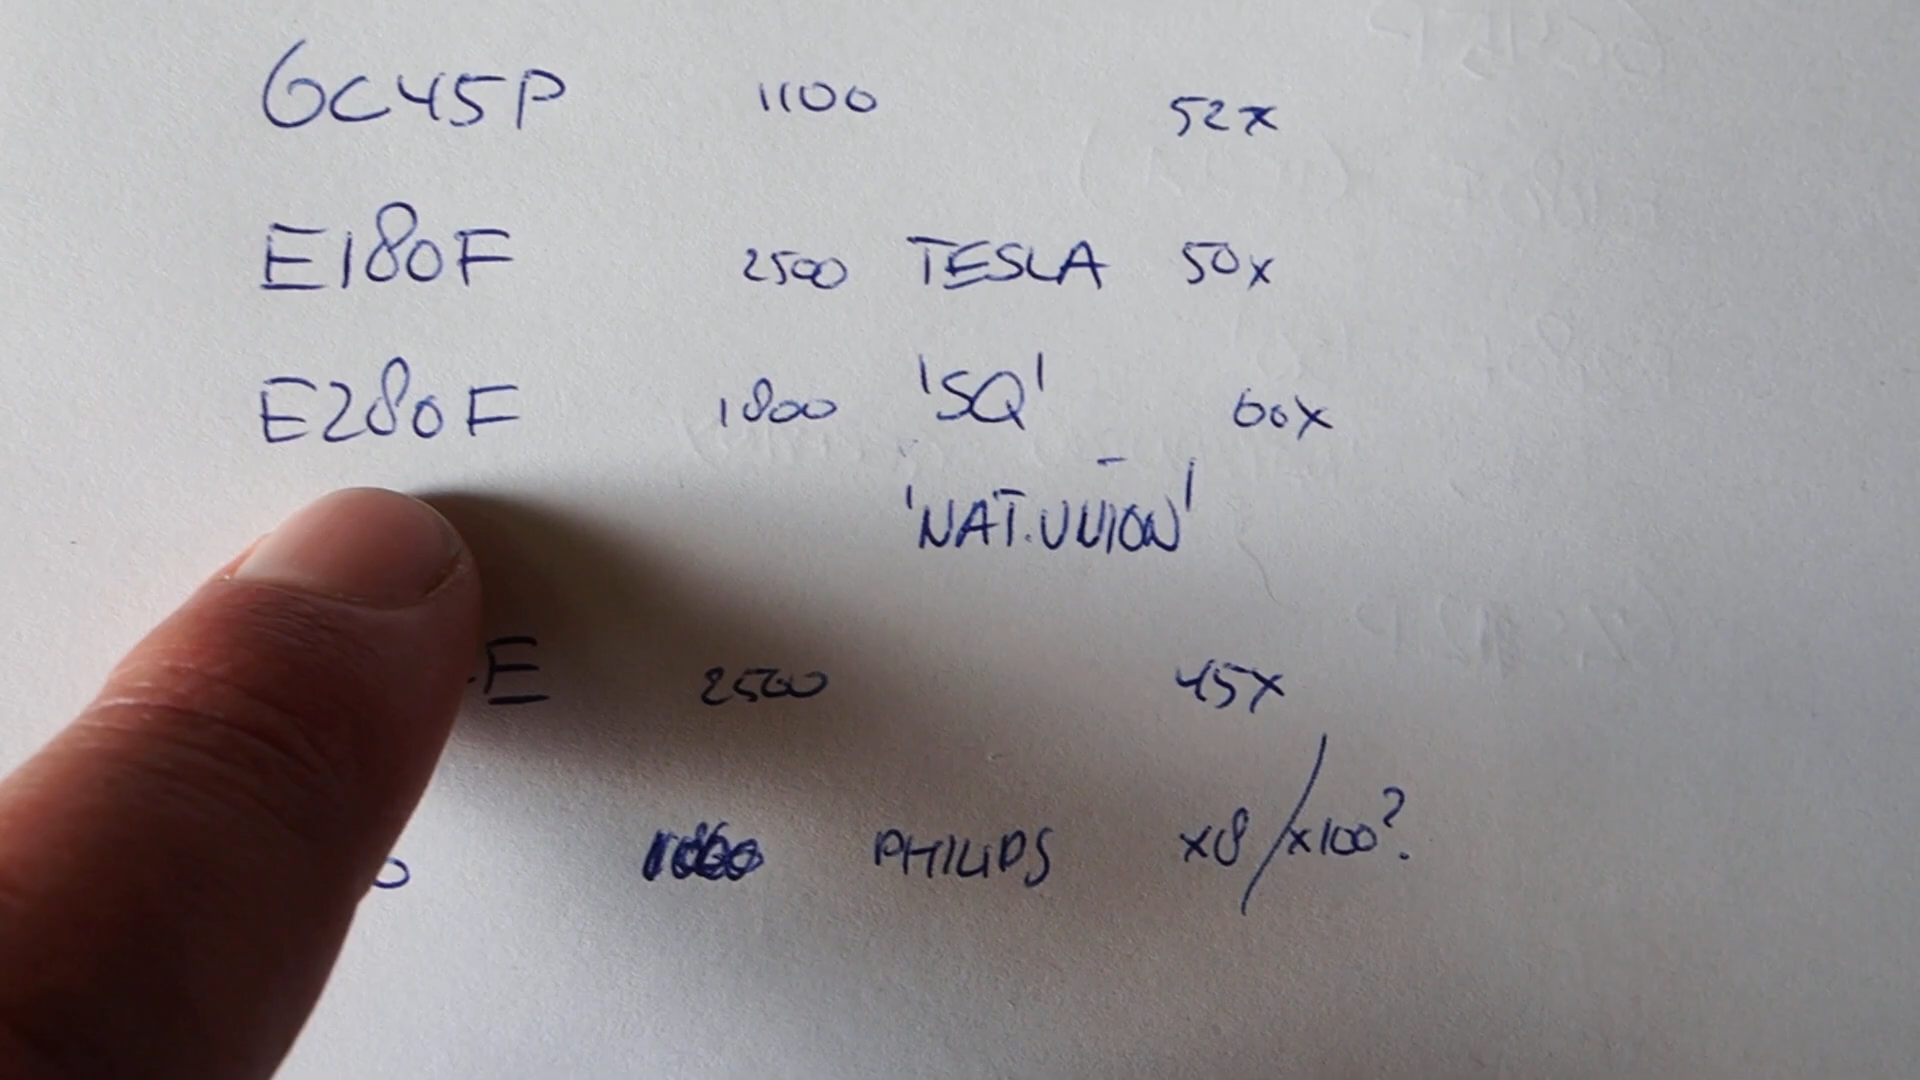 6C45P 1100 52x
E180F 2500 TESLA 50x
E280F 1800 'SQ' 60x
'NAT.UNION'
E 2500 45x
PHILIPS x8/x100?